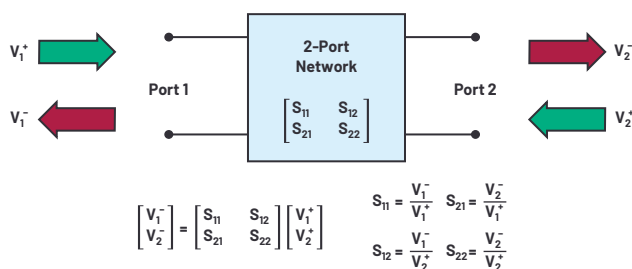 2-Port
Network
V₁⁺
V₂⁻
Port 1
Port 2
[S₁₁ S₁₂]
[S₂₁ S₂₂]
V₁⁻
V₂⁺
[V₁⁻] = [S₁₁ S₁₂] [V₁⁺]
[V₂⁻] [S₂₁ S₂₂] [V₂⁺]
S₁₁ = V₁⁻/V₁⁺ S₂₁ = V₂⁻/V₁⁺
S₁₂ = V₁⁻/V₂⁺ S₂₂ = V₂⁻/V₂⁺